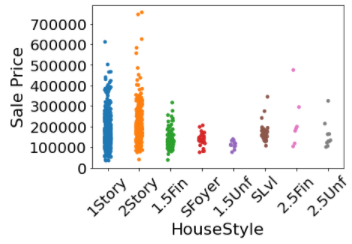 Sale Price
700000
600000
500000
400000
300000
200000
100000
0
1Story
2Story
1.5Fin
SFoyer
1.5Unf
SLvl
2.5Fin
2.5Unf
HouseStyle